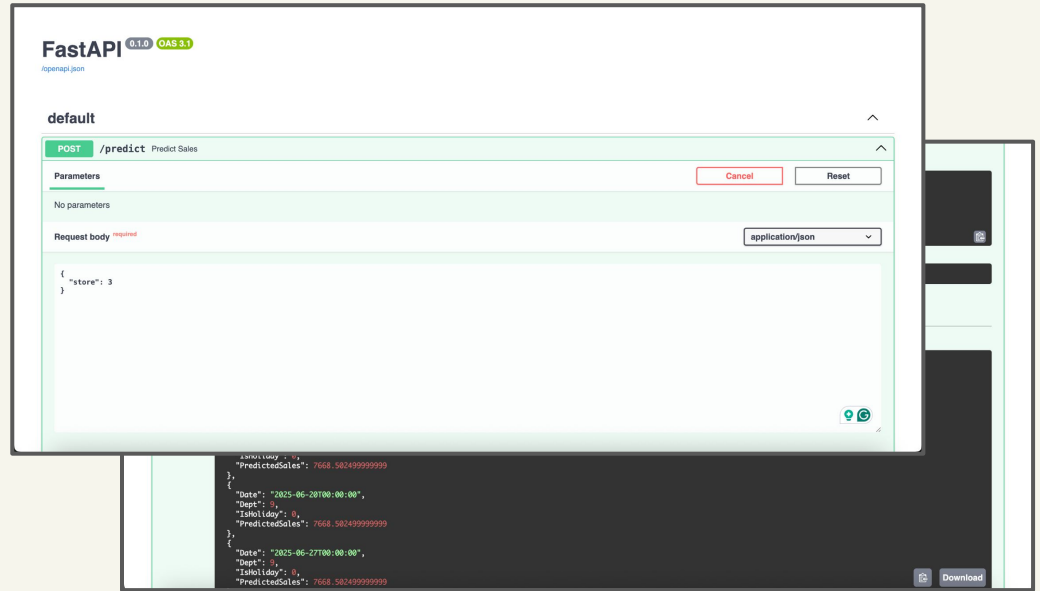 FastAPI 0.1.0 OAS 3.1
/openapi.json
default
POST /predict Predict Sales
Parameters
Cancel
Reset
No parameters
Request body required
application/json
{
"store": 3
}
"IsHoliday": 0,
"PredictedSales": 7668.502499999999
},
{
"Date": "2025-06-20T00:00:00",
"Dept": 9,
"IsHoliday": 0,
"PredictedSales": 7668.502499999999
},
{
"Date": "2025-06-27T00:00:00",
"Dept": 9,
"IsHoliday": 0,
"PredictedSales": 7668.502499999999
Download